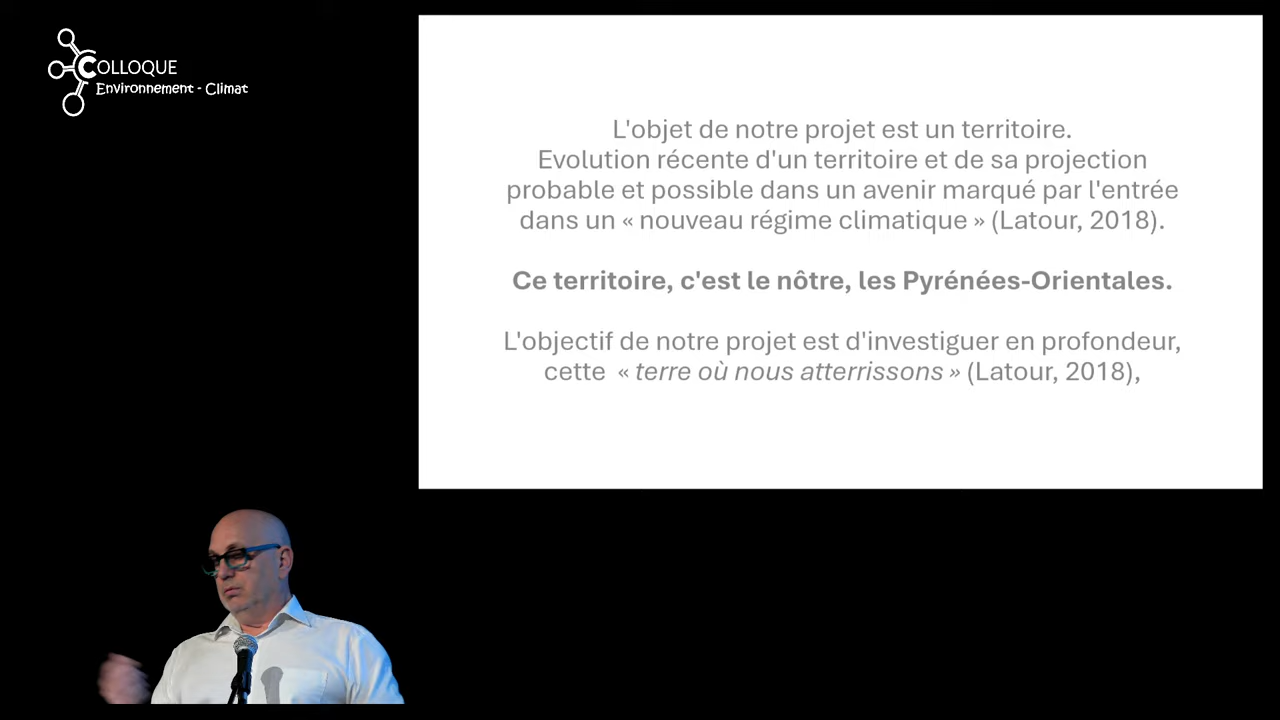 COLLOQUE
Environnement - Climat
L'objet de notre projet est un territoire.
Evolution récente d'un territoire et de sa projection
probable et possible dans un avenir marqué par l'entrée
dans un « nouveau régime climatique » (Latour, 2018).
Ce territoire, c'est le nôtre, les Pyrénées-Orientales.
L'objectif de notre projet est d'investiguer en profondeur,
cette « terre où nous atterrissons » (Latour, 2018),